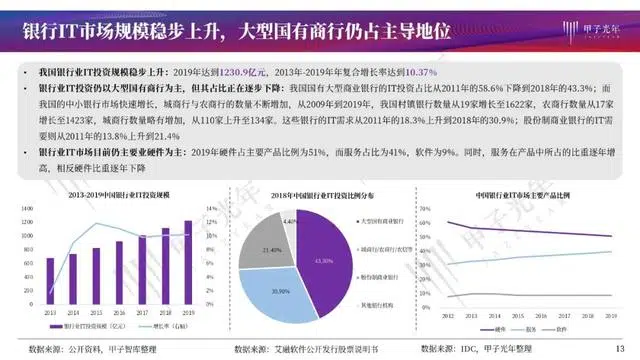 银行IT市场规模稳步上升，大型国有商行仍占主导地位
甲子光年
• 我国银行业IT投资规模稳步上升：2019年达到1230.9亿元，2013年-2019年年复合增长率达到10.37%
• 银行业IT投资仍以大型国有商行为主，但其占比正在逐步下降：我国国有大型商业银行的IT投资占比从2011年的58.6%下降到2018年的43.3%；而
我国的中小银行市场快速增长，城商行与农商行的数量不断增加，从2009年到2019年，我国村镇银行数量从19家增长至1622家，农商行数量从17家
增长至1423家，城商行数量略有增加，从110家上升至134家。这些银行的IT需求从2011年的18.3%上升到2018年的30.9%；股份制商业银行的IT需
要则从2011年的13.8%上升到21.4%
• 银行业IT市场目前仍主要业硬件为主：2019年硬件占主要产品比例为51%，而服务占比为41%，软件为9%。同时，服务在产品中所占的比重逐年增
高，相反硬件比重逐年下降
2013-2019中国银行业IT投资规模
1400
1200
1000
800
600
400
200
0
14%
12%
10%
8%
6%
4%
2%
0%
2013 2014 2015 2016 2017 2018 2019
银行业IT投资规模（亿元） 增长率（右轴）
2018年中国银行业IT投资比例分布
4.40%
21.40%
43.30%
30.90%
大型国有商业银行
城商行/农商行/农信等
股份制商业银行
其他银行机构
中国银行业IT市场主要产品比例
70%
60%
50%
40%
30%
20%
10%
0%
2012 2013 2014 2015 2016 2017 2018 2019
硬件 服务 软件
数据来源：公开资料，甲子智库整理
数据来源：艾融软件公开发行股票说明书
数据来源：IDC，甲子光年整理
13